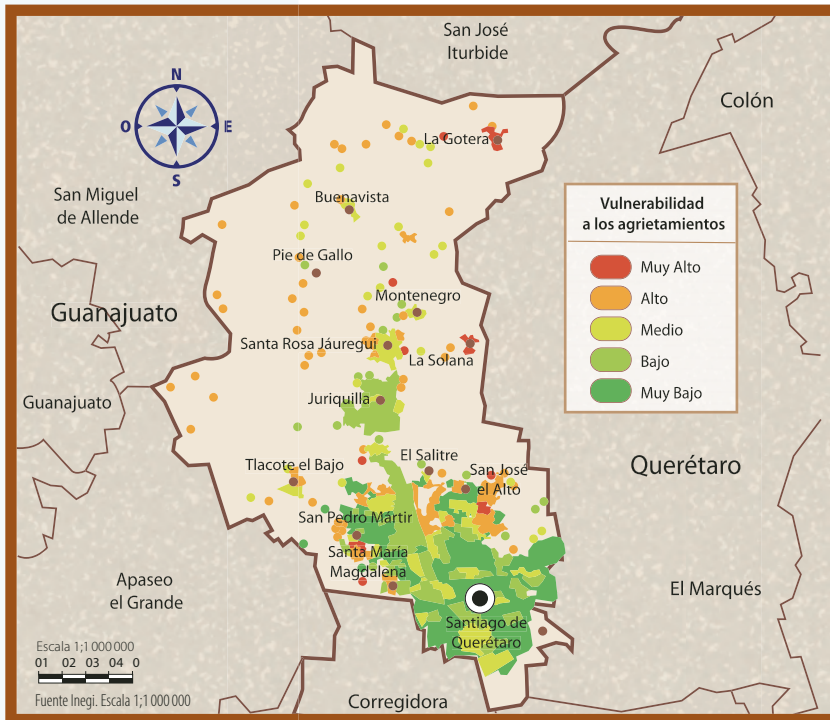 San José
Iturbide
Colón
N
O
E
S
La Gotera
San Miguel
de Allende
Buenavista
Vulnerabilidad
a los agrietamientos
Muy Alto
Alto
Medio
Bajo
Muy Bajo
Pie de Gallo
Montenegro
Guanajuato
Santa Rosa Jáuregui
La Solana
Guanajuato
Juriquilla
Tlacote el Bajo
El Salitre
San José
el Alto
Querétaro
San Pedro Mártir
Santa María
Magdalena
Apaseo
el Grande
El Marqués
Santiago de
Querétaro
Escala 1;1 000 000
01 02 03 04 0
Fuente Inegi. Escala 1;1 000 000
Corregidora